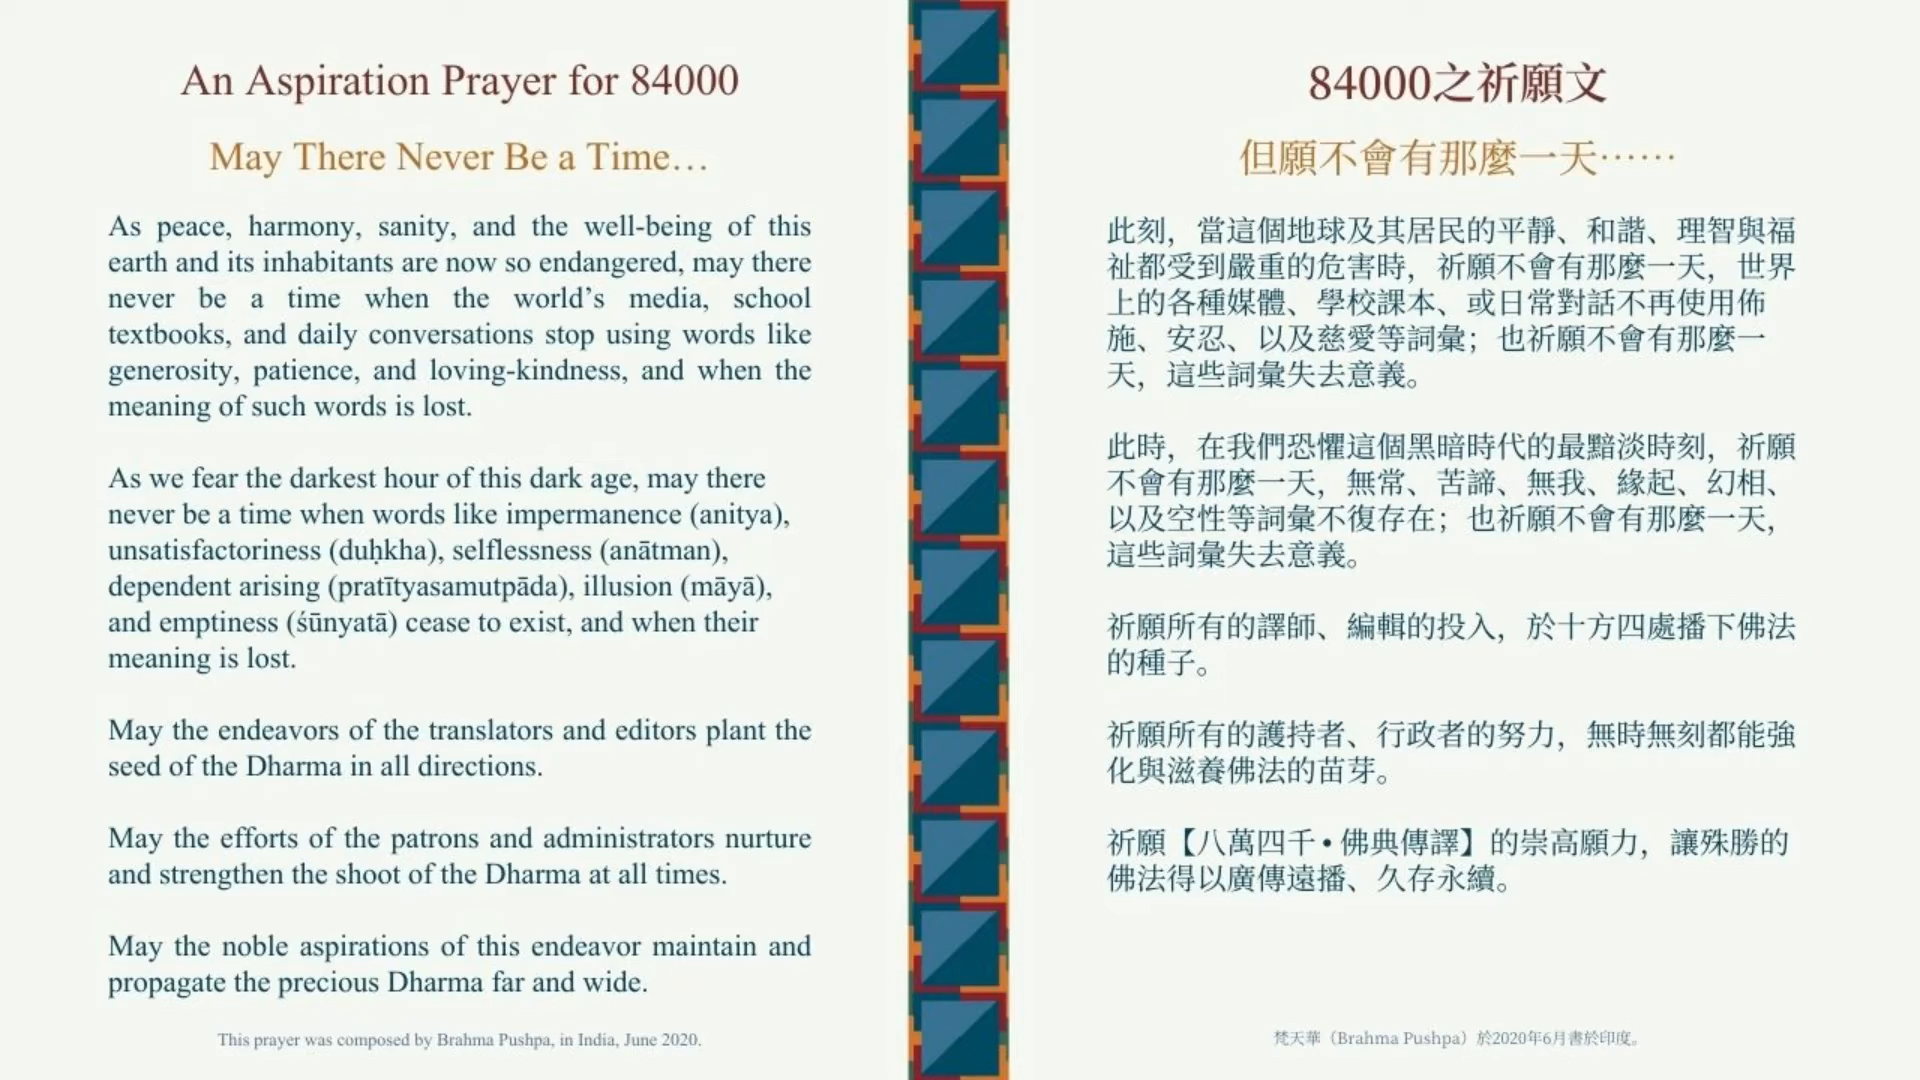 An Aspiration Prayer for 84000
May There Never Be a Time…
As peace, harmony, sanity, and the well-being of this
earth and its inhabitants are now so endangered, may there
never be a time when the world’s media, school
textbooks, and daily conversations stop using words like
generosity, patience, and loving-kindness, and when the
meaning of such words is lost.
As we fear the darkest hour of this dark age, may there
never be a time when words like impermanence (anitya),
unsatisfactoriness (duḥkha), selflessness (anātman),
dependent arising (pratītyasamutpāda), illusion (māyā),
and emptiness (śūnyatā) cease to exist, and when their
meaning is lost.
May the endeavors of the translators and editors plant the
seed of the Dharma in all directions.
May the efforts of the patrons and administrators nurture
and strengthen the shoot of the Dharma at all times.
May the noble aspirations of this endeavor maintain and
propagate the precious Dharma far and wide.
This prayer was composed by Brahma Pushpa, in India, June 2020.
84000之祈願文
但願不會有那麼一天……
此刻，當這個地球及其居民的平靜、和諧、理智與福
祉都受到嚴重的危害時，祈願不會有那麼一天，世界
上的各種媒體、學校課本、或日常對話不再使用佈
施、安忍、以及慈愛等詞彙；也祈願不會有那麼一
天，這些詞彙失去意義。
此時，在我們恐懼這個黑暗時代的最黯淡時刻，祈願
不會有那麼一天，無常、苦諦、無我、緣起、幻相、
以及空性等詞彙不復存在；也祈願不會有那麼一天，
這些詞彙失去意義。
祈願所有的譯師、編輯的投入，於十方四處播下佛法
的種子。
祈願所有的護持者、行政者的努力，無時無刻都能強
化與滋養佛法的苗芽。
祈願【八萬四千•佛典傳譯】的崇高願力，讓殊勝的
佛法得以廣傳遠播、久存永續。
梵天華（Brahma Pushpa）於2020年6月書於印度。